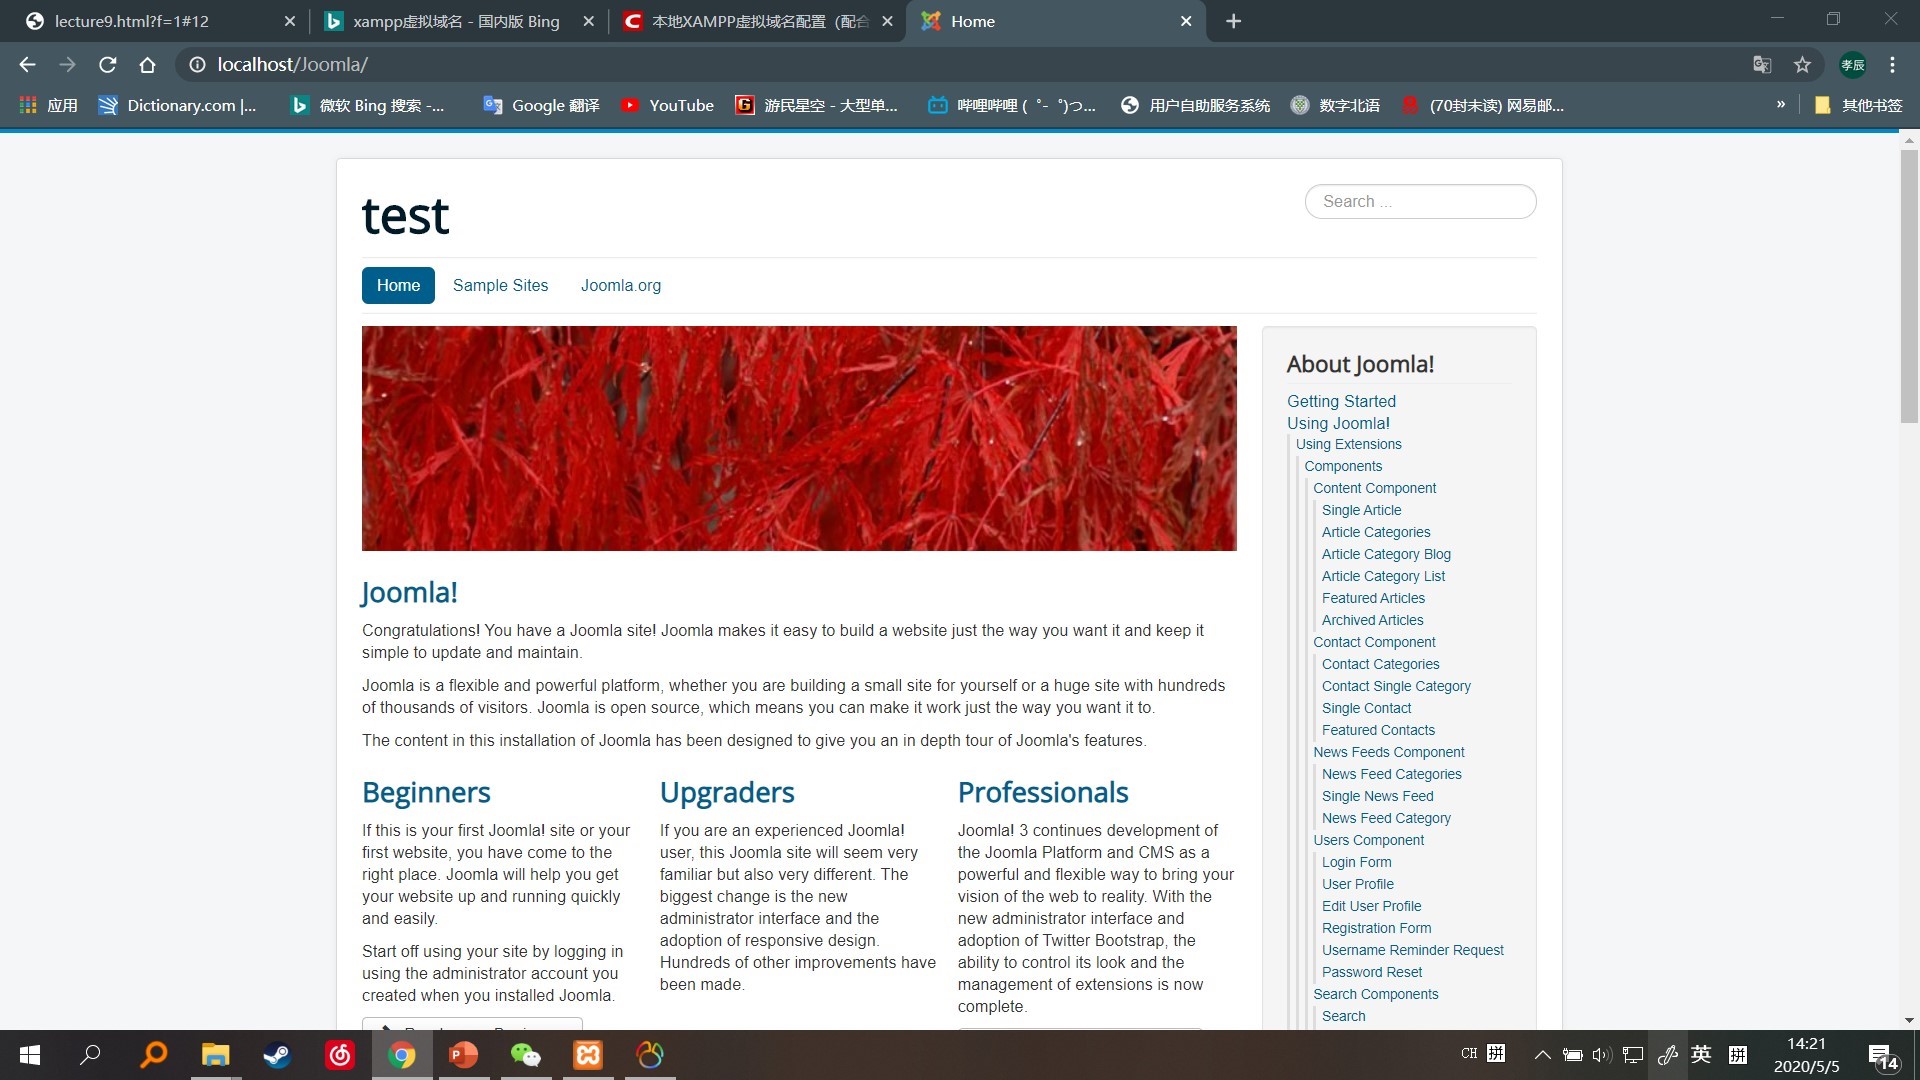 lecture9.html?f=1#12
xampp虚拟域名 - 国内版 Bing
本地XAMPP虚拟域名配置（配合
Home
localhost/Joomla/
孝辰
应用
Dictionary.com |...
微软 Bing 搜索 -...
Google 翻译
YouTube
游民星空 - 大型单...
哔哩哔哩 (゜-゜)つ...
用户自助服务系统
数字北语
(70封未读) 网易邮...
»
其他书签
test
Search ...
Home
Sample Sites
Joomla.org
Joomla!
Congratulations! You have a Joomla site! Joomla makes it easy to build a website just the way you want it and keep it
simple to update and maintain.
Joomla is a flexible and powerful platform, whether you are building a small site for yourself or a huge site with hundreds
of thousands of visitors. Joomla is open source, which means you can make it work just the way you want it to.
The content in this installation of Joomla has been designed to give you an in depth tour of Joomla's features.
Beginners
If this is your first Joomla! site or your
first website, you have come to the
right place. Joomla will help you get
your website up and running quickly
and easily.
Start off using your site by logging in
using the administrator account you
created when you installed Joomla.
Upgraders
If you are an experienced Joomla!
user, this Joomla site will seem very
familiar but also very different. The
biggest change is the new
administrator interface and the
adoption of responsive design.
Hundreds of other improvements have
been made.
Professionals
Joomla! 3 continues development of
the Joomla Platform and CMS as a
powerful and flexible way to bring your
vision of the web to reality. With the
new administrator interface and
adoption of Twitter Bootstrap, the
ability to control its look and the
management of extensions is now
complete.
About Joomla!
Getting Started
Using Joomla!
Using Extensions
Components
Content Component
Single Article
Article Categories
Article Category Blog
Article Category List
Featured Articles
Archived Articles
Contact Component
Contact Categories
Contact Single Category
Single Contact
Featured Contacts
News Feeds Component
News Feed Categories
Single News Feed
News Feed Category
Users Component
Login Form
User Profile
Edit User Profile
Registration Form
Username Reminder Request
Password Reset
Search Components
Search
CH 拼
英
拼
14:21
2020/5/5
14